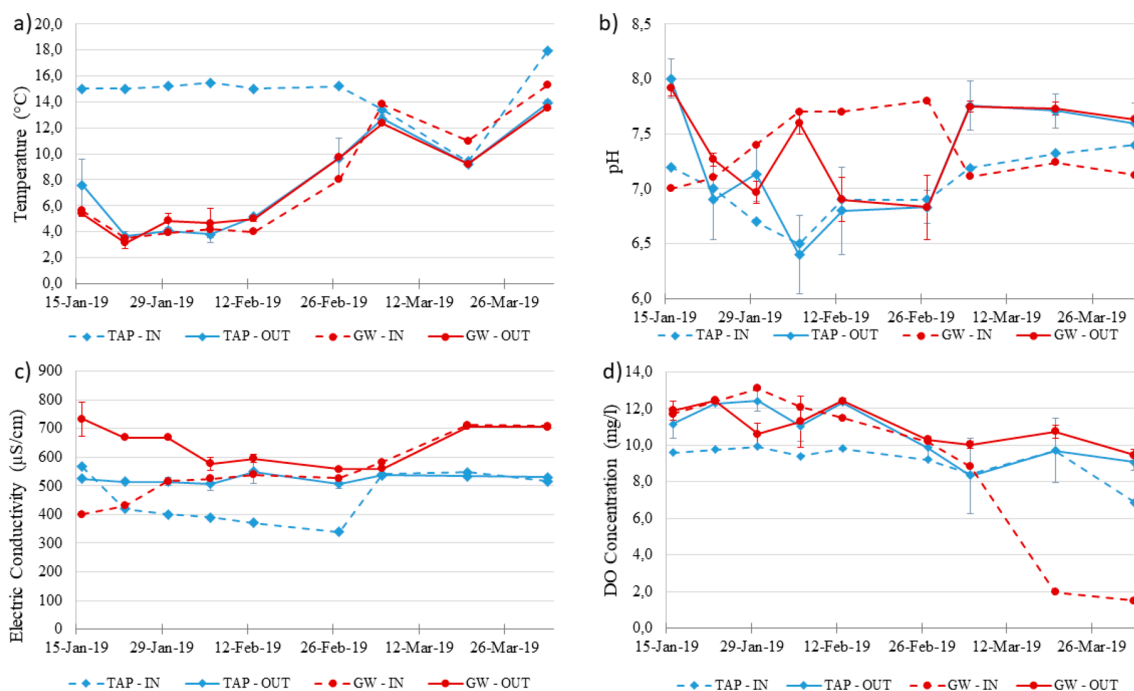 a)
Temperature (°C)
20,0
18,0
16,0
14,0
12,0
10,0
8,0
6,0
4,0
2,0
0,0
15-Jan-19 29-Jan-19 12-Feb-19 26-Feb-19 12-Mar-19 26-Mar-19
TAP - IN TAP - OUT GW - IN GW - OUT
b)
pH
8,5
8,0
7,5
7,0
6,5
6,0
15-Jan-19 29-Jan-19 12-Feb-19 26-Feb-19 12-Mar-19 26-Mar-19
TAP - IN TAP - OUT GW - IN GW - OUT
c)
Electric Conductivity (µS/cm)
900
800
700
600
500
400
300
200
100
0
15-Jan-19 29-Jan-19 12-Feb-19 26-Feb-19 12-Mar-19 26-Mar-19
TAP - IN TAP - OUT GW - IN GW - OUT
d)
DO Concentration (mg/l)
14,0
12,0
10,0
8,0
6,0
4,0
2,0
0,0
15-Jan-19 29-Jan-19 12-Feb-19 26-Feb-19 12-Mar-19 26-Mar-19
TAP - IN TAP - OUT GW - IN GW - OUT